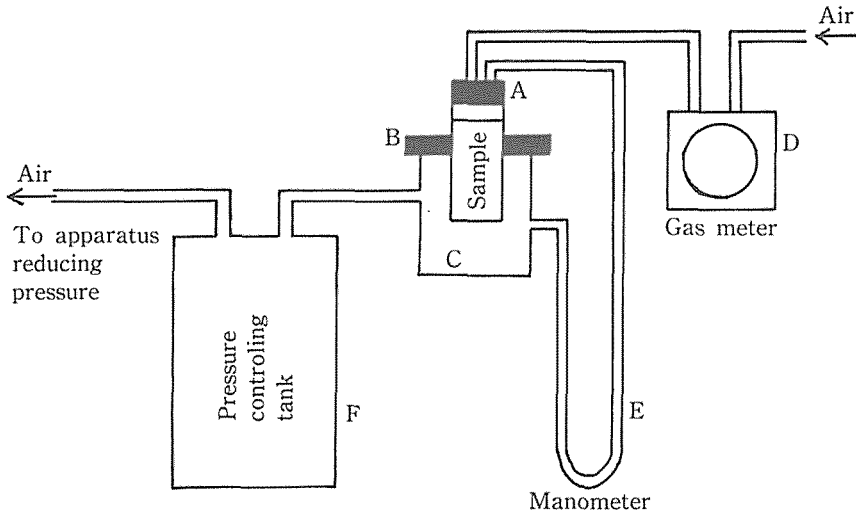 Air
A
B
Sample
D
Air
Gas meter
To apparatus
reducing
pressure
C
Pressure
controling
tank
F
E
Manometer